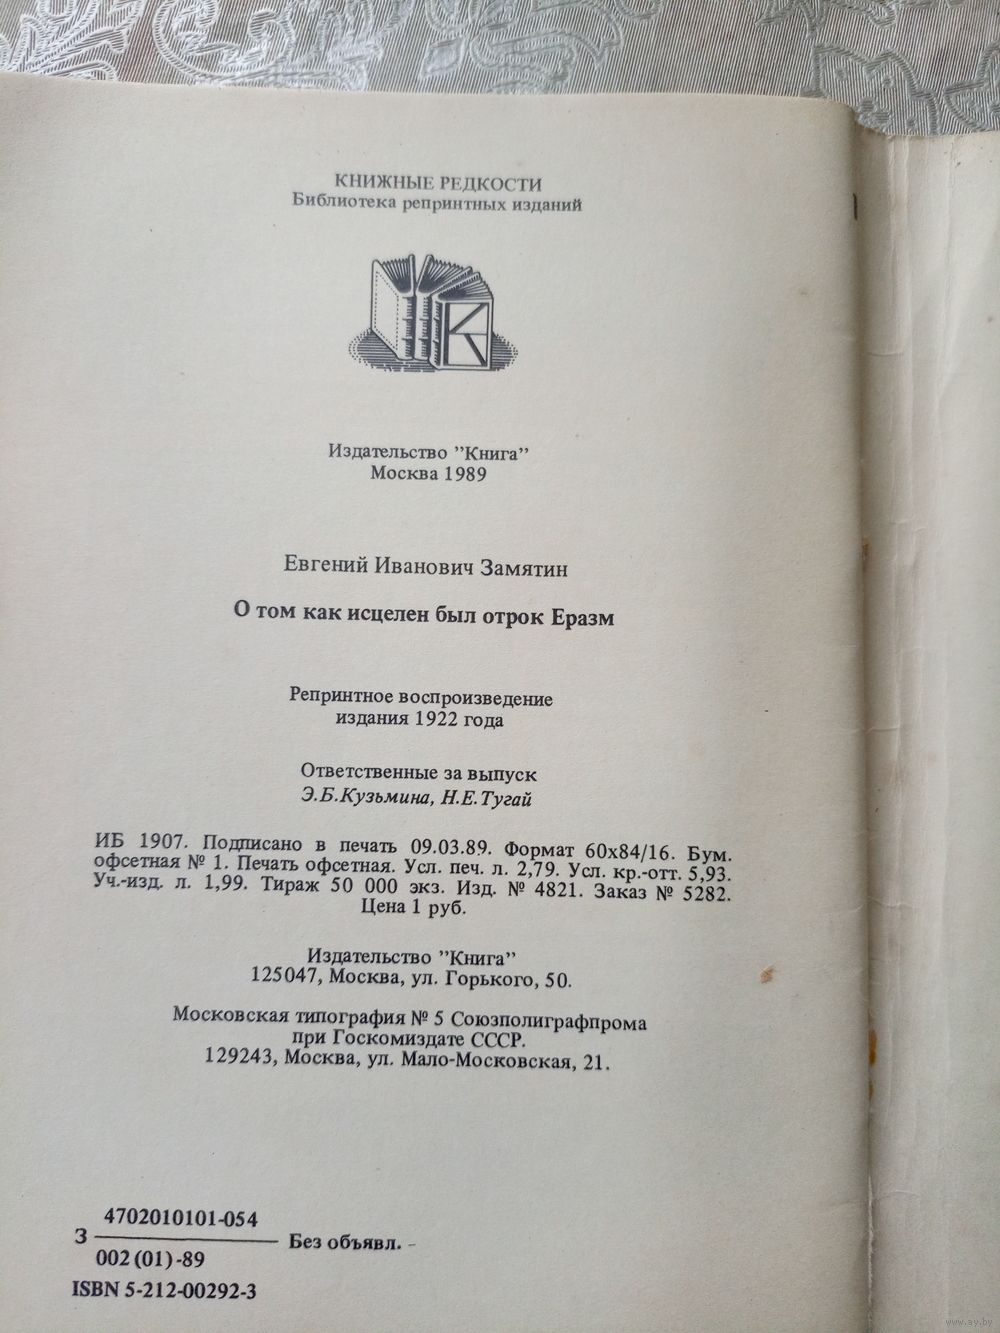 КНИЖНЫЕ РЕДКОСТИ
Библиотека репринтных изданий
К
Издательство ”Книга”
Москва 1989
Евгений Иванович Замятин
О том как исцелен был отрок Еразм
Репринтное воспроизведение
издания 1922 года
Ответственные за выпуск
Э.Б.Кузьмина, Н.Е.Тугай
ИБ 1907. Подписано в печать 09.03.89. Формат 60х84/16. Бум.
офсетная № 1. Печать офсетная. Усл. печ. л. 2,79. Усл. кр.-отт. 5,93.
Уч.-изд. л. 1,99. Тираж 50 000 экз. Изд. № 4821. Заказ № 5282.
Цена 1 руб.
Издательство ”Книга”
125047, Москва, ул. Горького, 50.
Московская типография № 5 Союзполиграфпрома
при Госкомиздате СССР.
129243, Москва, ул. Мало-Московская, 21.
4702010101-054
З Без объявл. -
002 (01) -89
ISBN 5-212-00292-3
www.ay.by